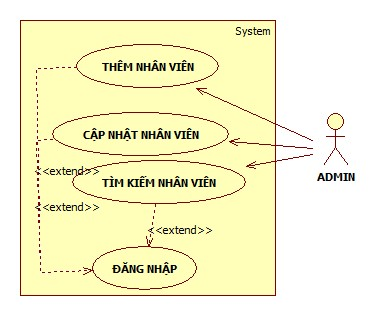 System
THÊM NHÂN VIÊN
CẬP NHẬT NHÂN VIÊN
<<extend>>
TÌM KIẾM NHÂN VIÊN
ADMIN
<<extend>>
<<extend>>
ĐĂNG NHẬP